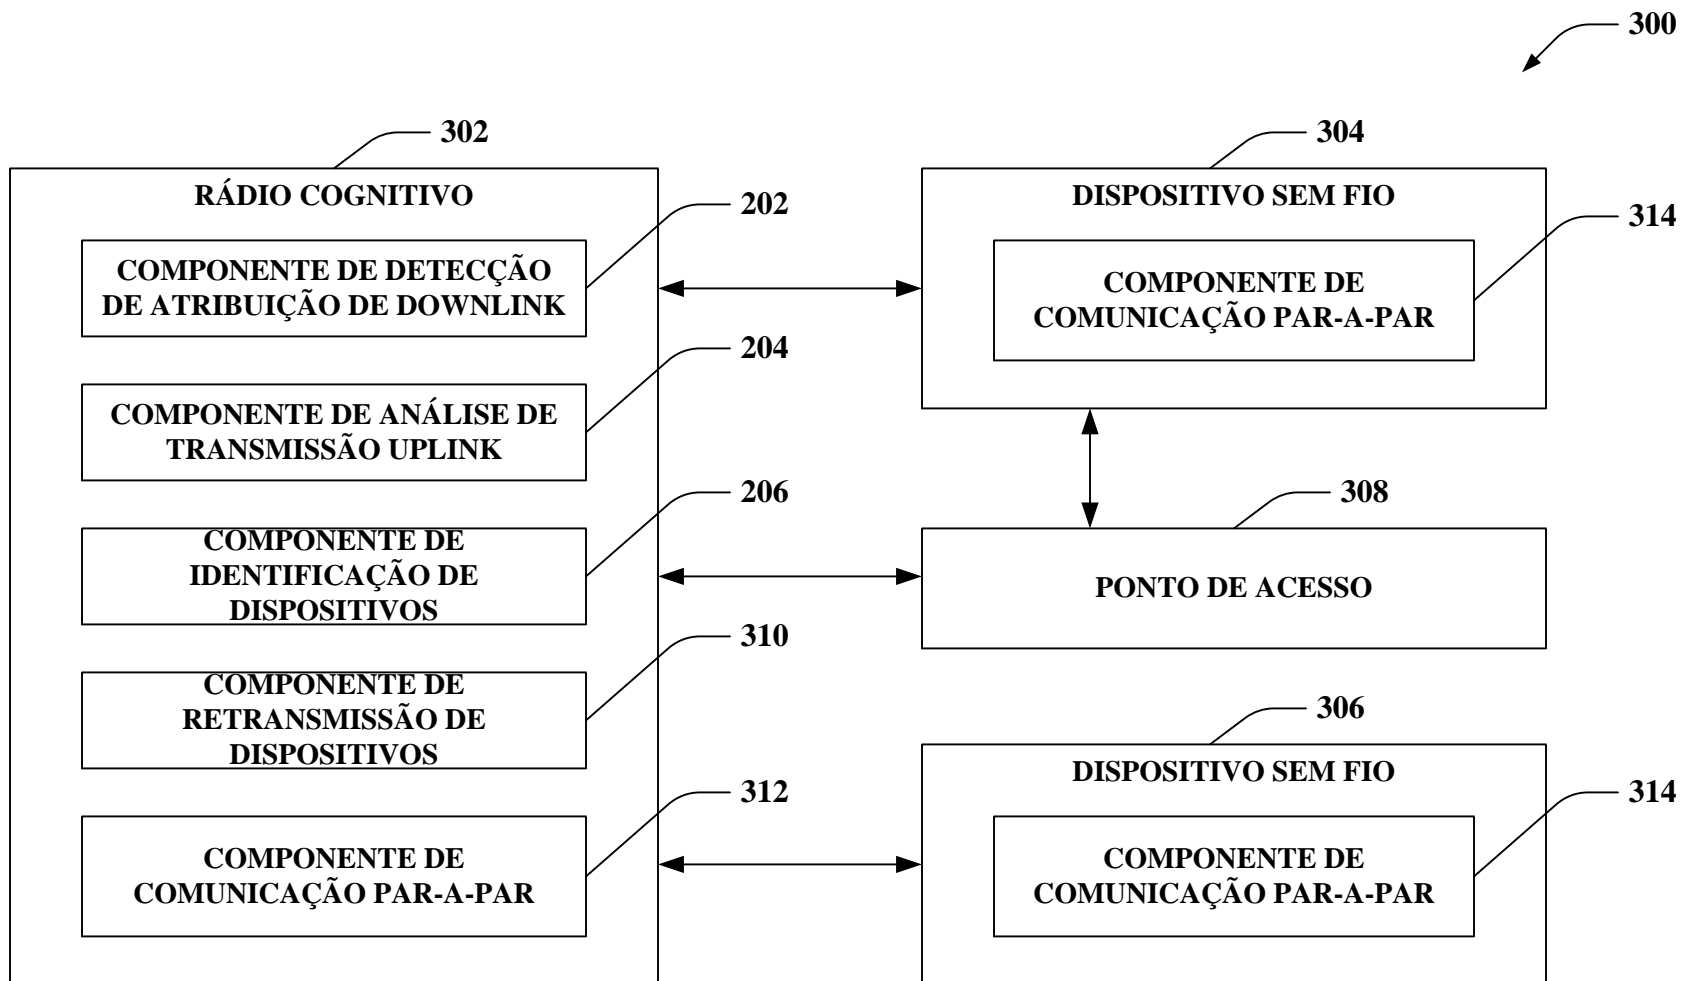 300
302
RÁDIO COGNITIVO
COMPONENTE DE DETECÇÃO
DE ATRIBUIÇÃO DE DOWNLINK
202
COMPONENTE DE ANÁLISE DE
TRANSMISSÃO UPLINK
204
COMPONENTE DE
IDENTIFICAÇÃO DE
DISPOSITIVOS
206
COMPONENTE DE
RETRANSMISSÃO DE
DISPOSITIVOS
310
COMPONENTE DE
COMUNICAÇÃO PAR-A-PAR
312
304
DISPOSITIVO SEM FIO
COMPONENTE DE
COMUNICAÇÃO PAR-A-PAR
314
308
PONTO DE ACESSO
306
DISPOSITIVO SEM FIO
COMPONENTE DE
COMUNICAÇÃO PAR-A-PAR
314